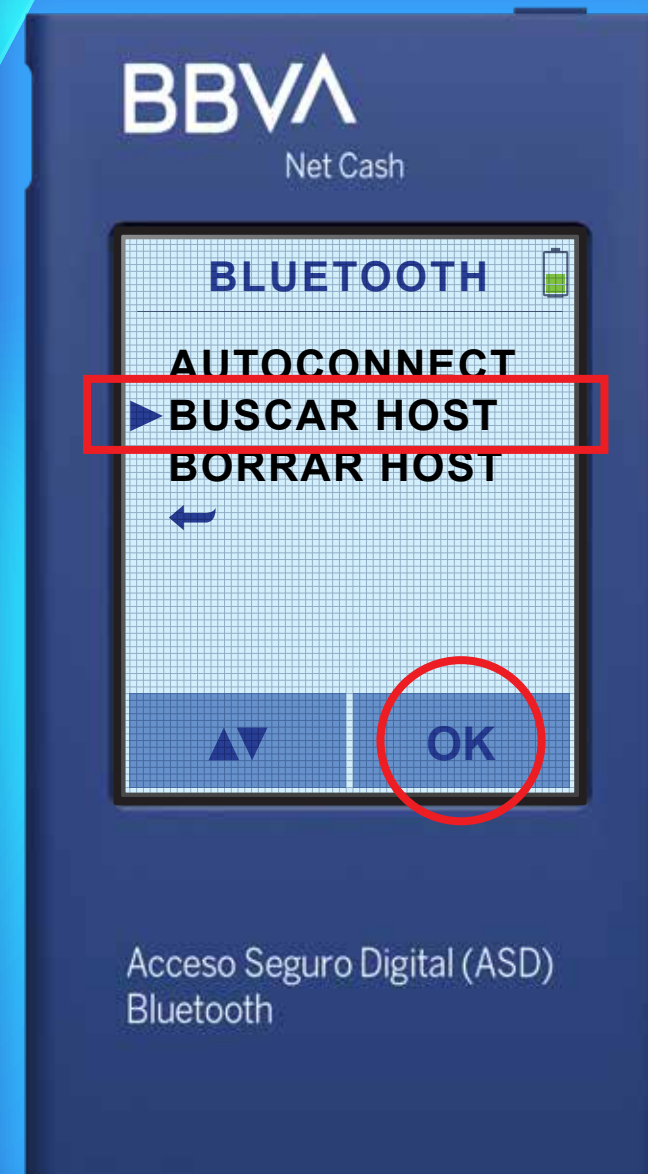 BBVA
Net Cash
BLUETOOTH
AUTOCONNECT
BUSCAR HOST
BORRAR HOST
OK
Acceso Seguro Digital (ASD)
Bluetooth